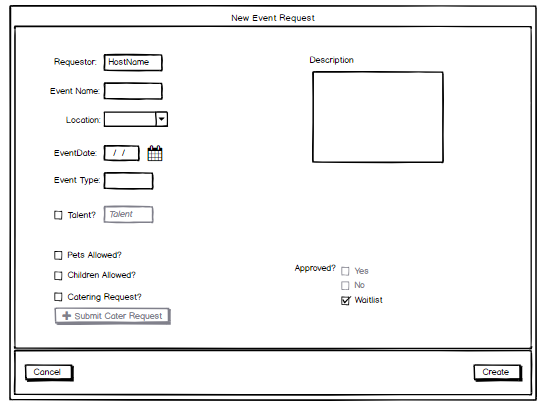 New Event Request
Requestor: HostName
Description
Event Name:
Location:
EventDate: / /
Event Type:
Talent? Talent
Pets Allowed?
Children Allowed?
Catering Request?
Submit Cater Request
Approved? Yes
No
Waitlist
Cancel
Create